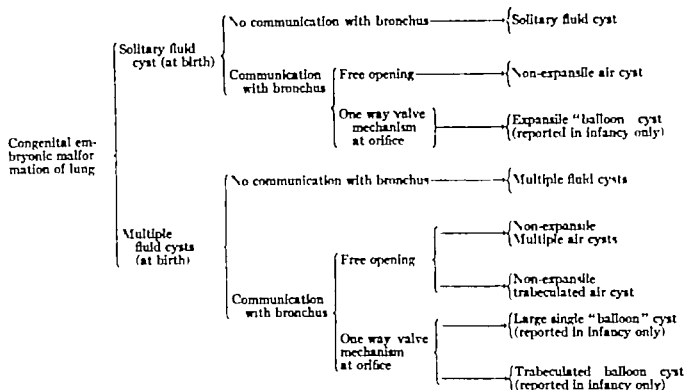 No communication with bronchus
Solitary fluid cyst
Solitary fluid
cyst (at birth)
Communication
with bronchus
Free opening
Non-expansile air cyst
One way valve
mechanism
at orifice
Expansile "balloon cyst
(reported in infancy only)
Congenital em-
bryonic malfor
mation of lung
No communication with bronchus
Multiple fluid cysts
Multiple
fluid cysts
(at birth)
Communication
with bronchus
Free opening
Non-expansile
Multiple air cysts
Non-expansile
trabeculated air cyst
One way valve
mechanism
at orifice
Large single "balloon" cyst
(reported in infancy only)
Trabeculated balloon cyst
(reported in infancy only)